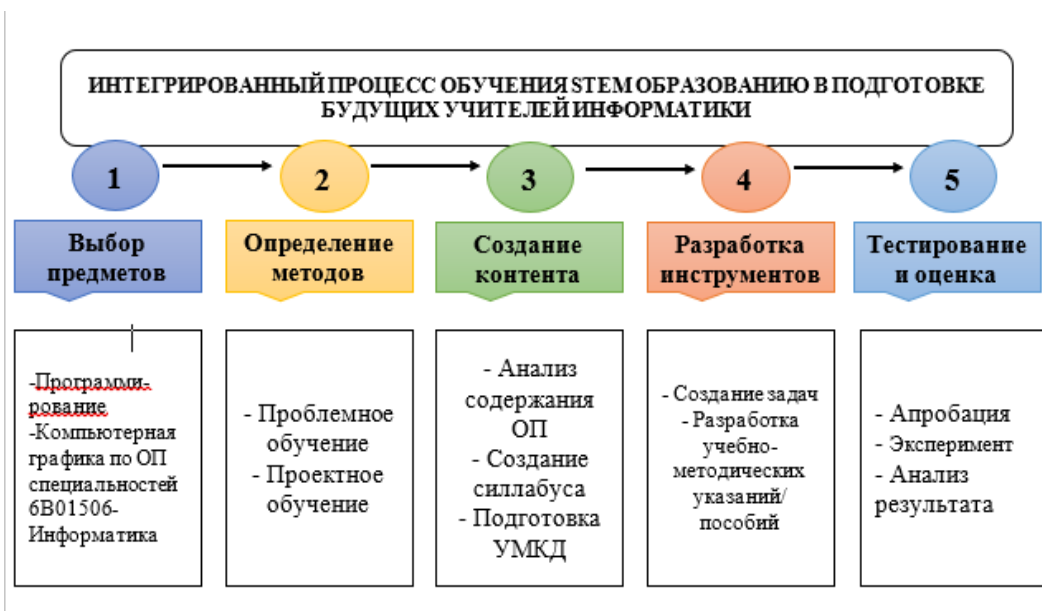 ИНТЕГРИРОВАННЫЙ ПРОЦЕСС ОБУЧЕНИЯ STEM ОБРАЗОВАНИЮ В ПОДГОТОВКЕ
БУДУЩИХ УЧИТЕЛЕЙ ИНФОРМАТИКИ
1
2
3
4
5
Выбор
предметов
Определение
методов
Создание
контента
Разработка
инструментов
Тестирование
и оценка
-Программи-
рование
-Компьютерная
графика по ОП
специальностей
6В01506-
Информатика
- Проблемное
обучение
- Проектное
обучение
- Анализ
содержания
ОП
- Создание
силлабуса
- Подготовка
УМКД
- Создание задач
- Разработка
учебно-
методических
указаний/
пособий
- Апробация
- Эксперимент
- Анализ
результата